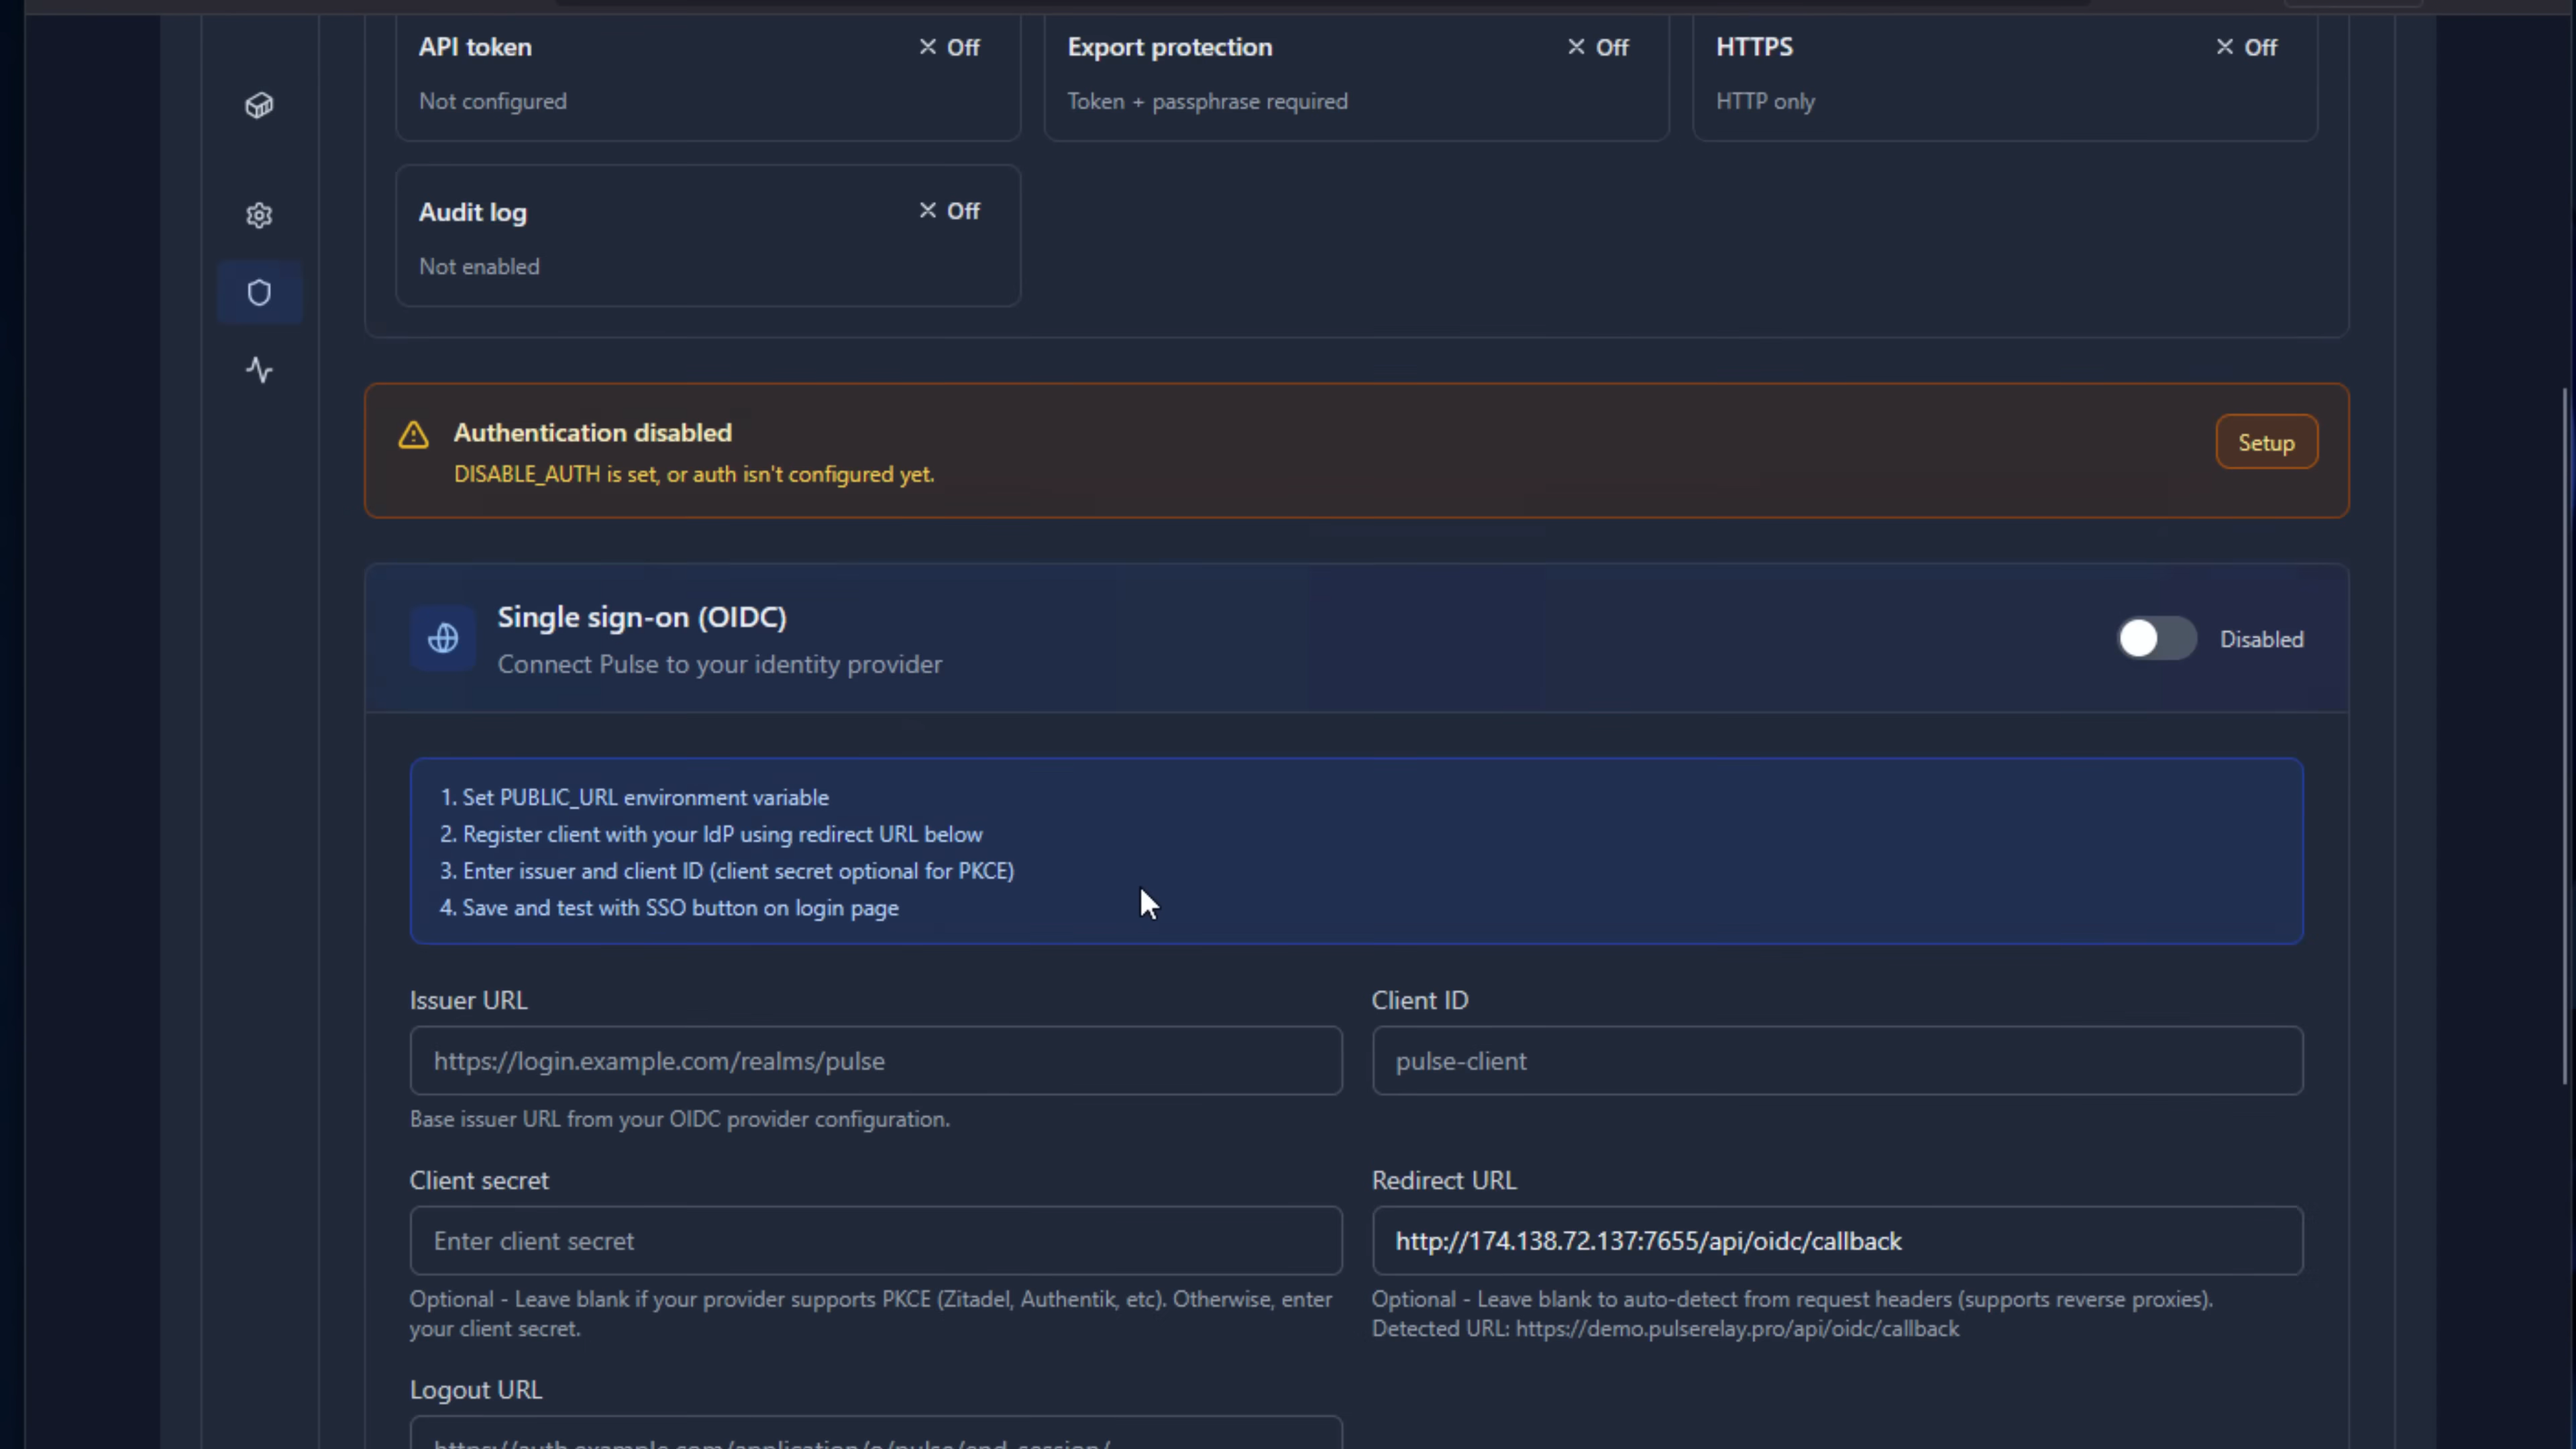 API token
Off
Export protection
Off
HTTPS
Off
Not configured
Token + passphrase required
HTTP only
Audit log
Off
Not enabled
Authentication disabled
DISABLE_AUTH is set, or auth isn't configured yet.
Setup
Single sign-on (OIDC)
Connect Pulse to your identity provider
Disabled
1. Set PUBLIC_URL environment variable
2. Register client with your IdP using redirect URL below
3. Enter issuer and client ID (client secret optional for PKCE)
4. Save and test with SSO button on login page
Issuer URL
https://login.example.com/realms/pulse
Base issuer URL from your OIDC provider configuration.
Client ID
pulse-client
Client secret
Enter client secret
Optional - Leave blank if your provider supports PKCE (Zitadel, Authentik, etc). Otherwise, enter
your client secret.
Redirect URL
http://174.138.72.137:7655/api/oidc/callback
Optional - Leave blank to auto-detect from request headers (supports reverse proxies).
Detected URL: https://demo.pulserelay.pro/api/oidc/callback
Logout URL
https://auth.example.com/application/o/pulse/end-session/